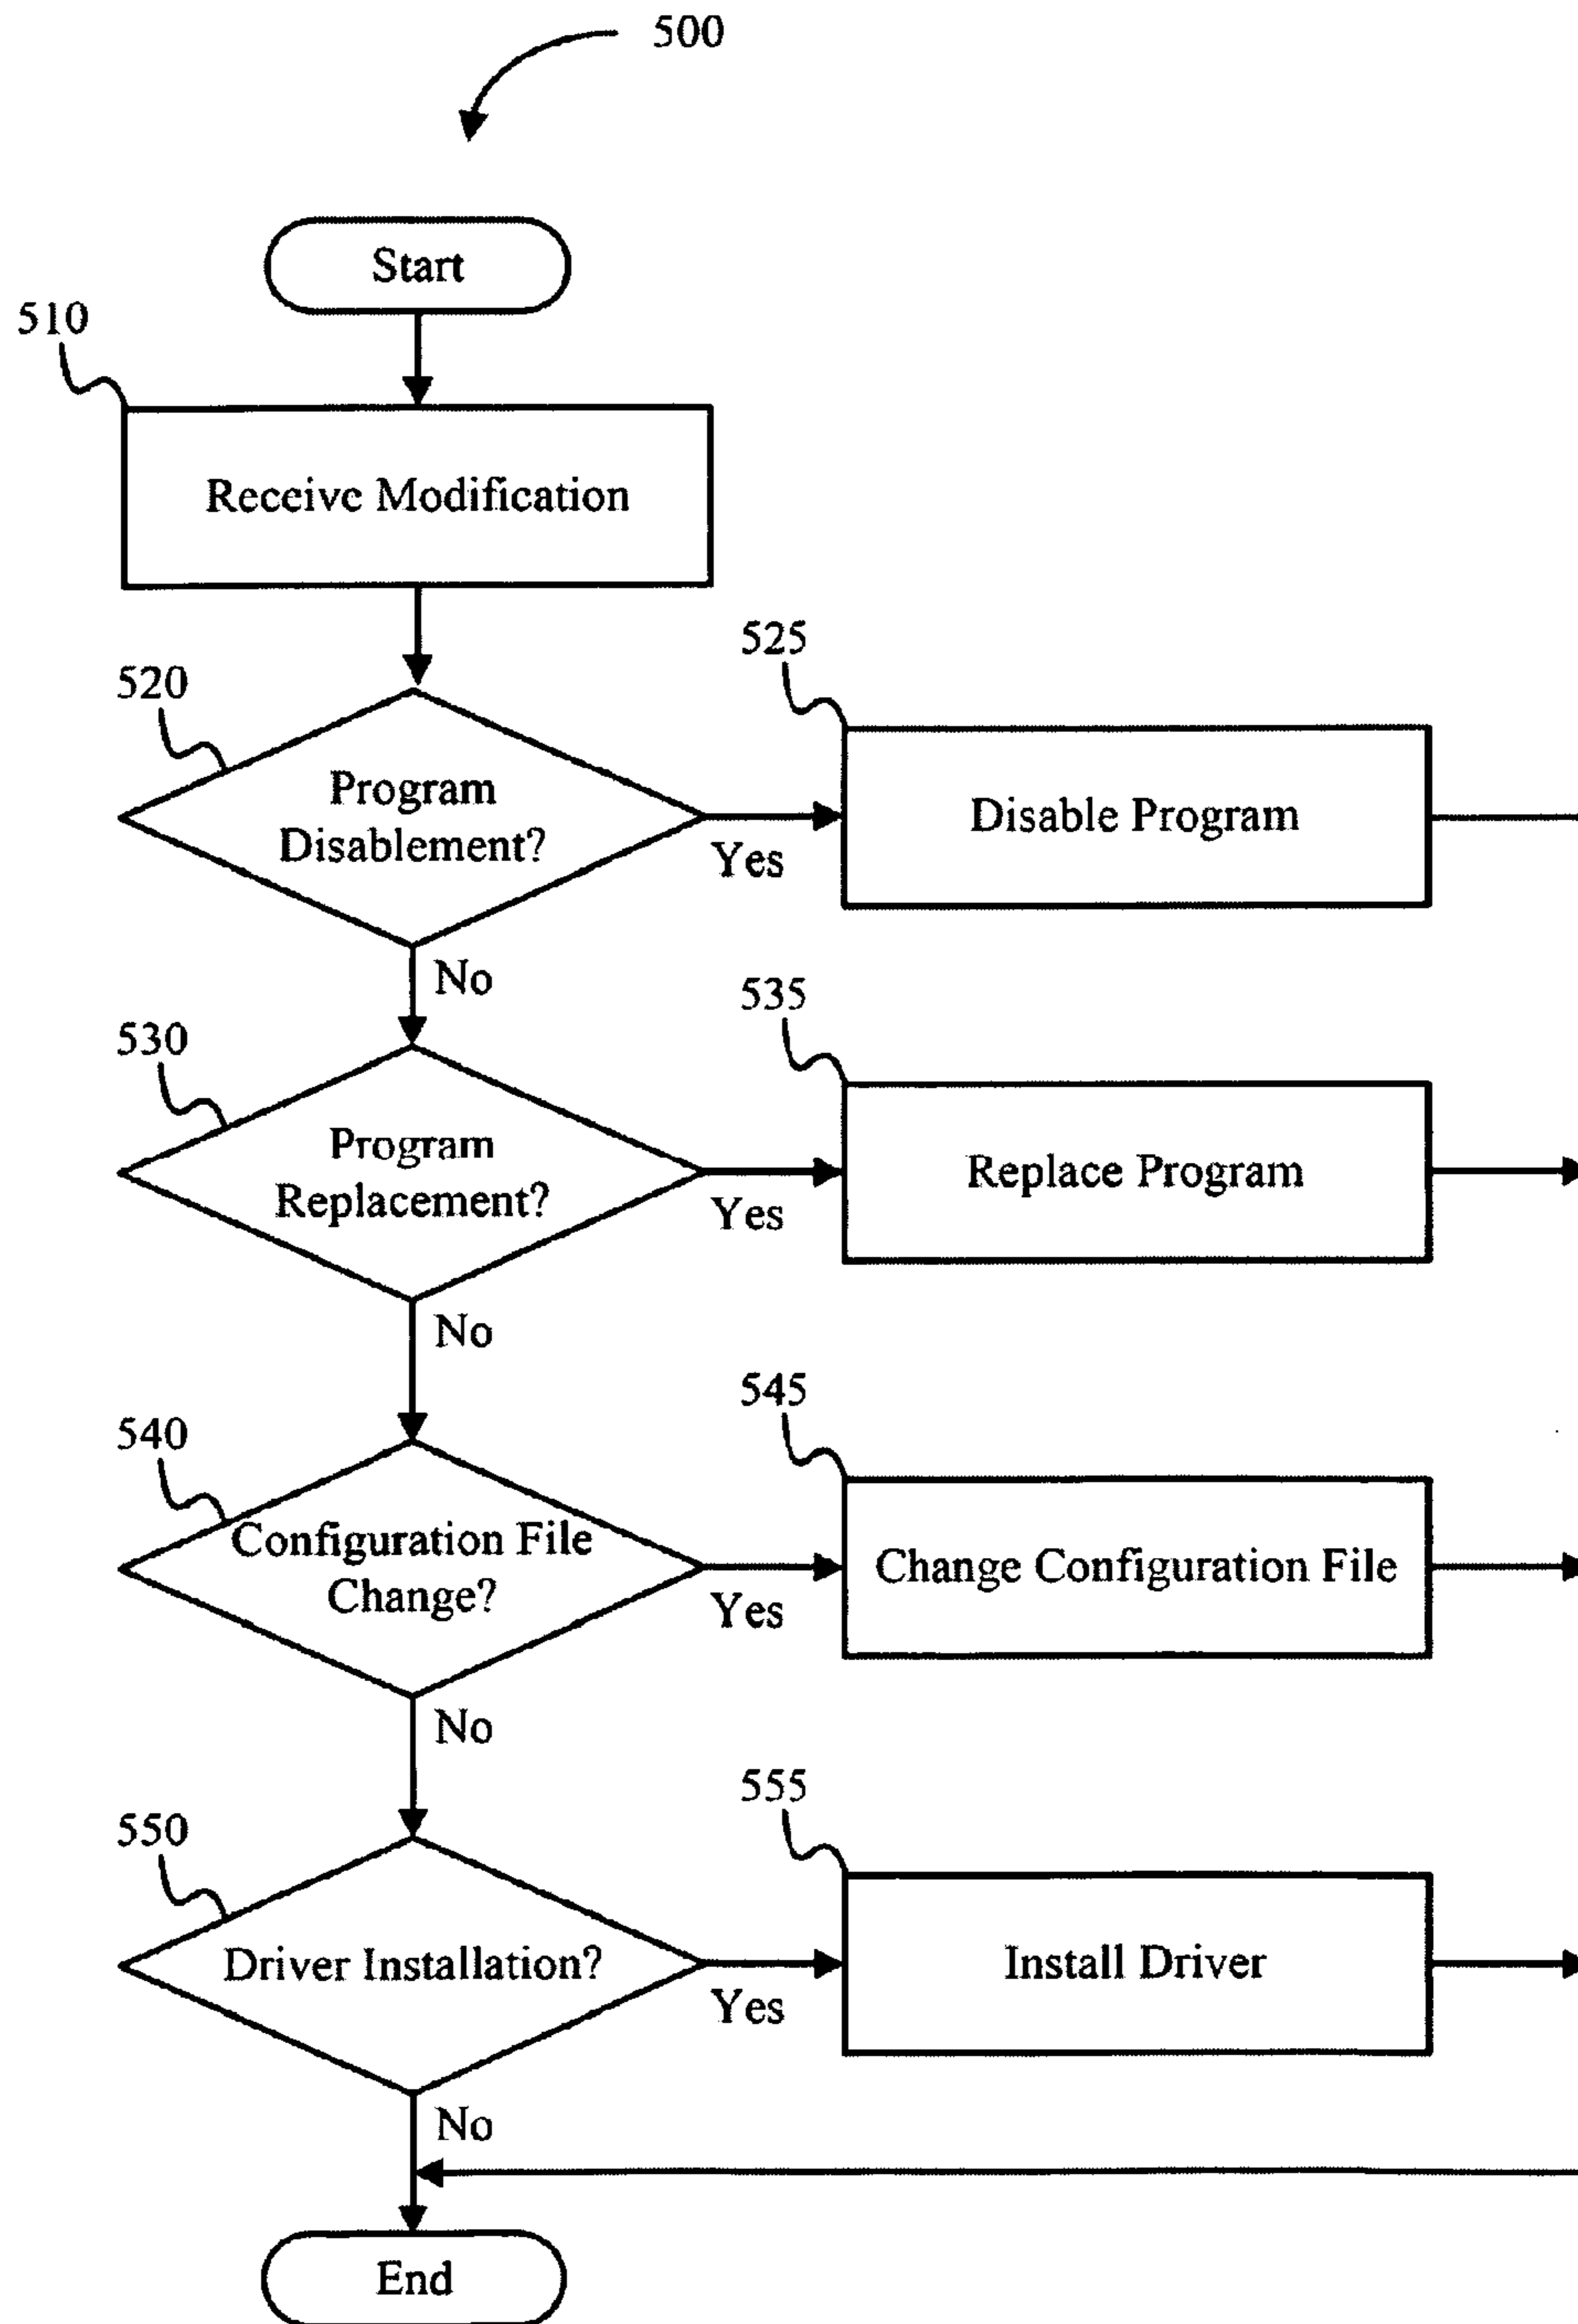 500
Start
510
Receive Modification
520
Program
Disablement?
Yes
525
Disable Program
No
530
Program
Replacement?
Yes
535
Replace Program
No
540
Configuration File
Change?
Yes
545
Change Configuration File
No
550
Driver Installation?
Yes
555
Install Driver
No
End